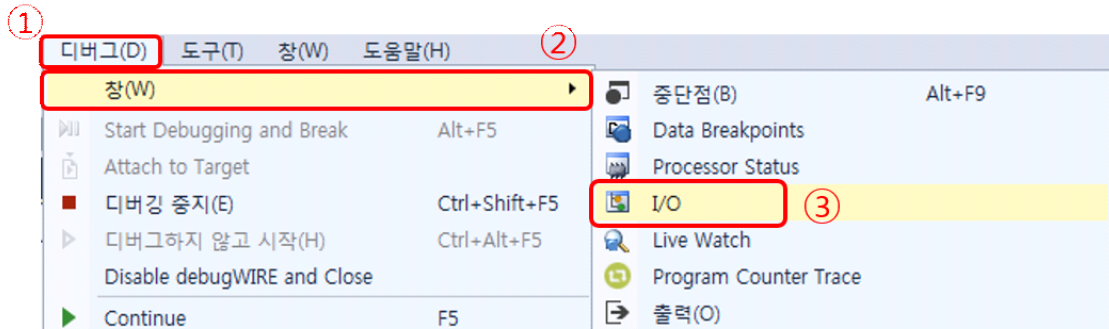 ①
디버그(D) 도구(T) 창(W) 도움말(H)
②
창(W)
Start Debugging and Break Alt+F5
Attach to Target
디버깅 중지(E) Ctrl+Shift+F5
디버그하지 않고 시작(H) Ctrl+Alt+F5
Disable debugWIRE and Close
Continue F5
중단점(B) Alt+F9
Data Breakpoints
Processor Status
I/O ③
Live Watch
Program Counter Trace
출력(O)